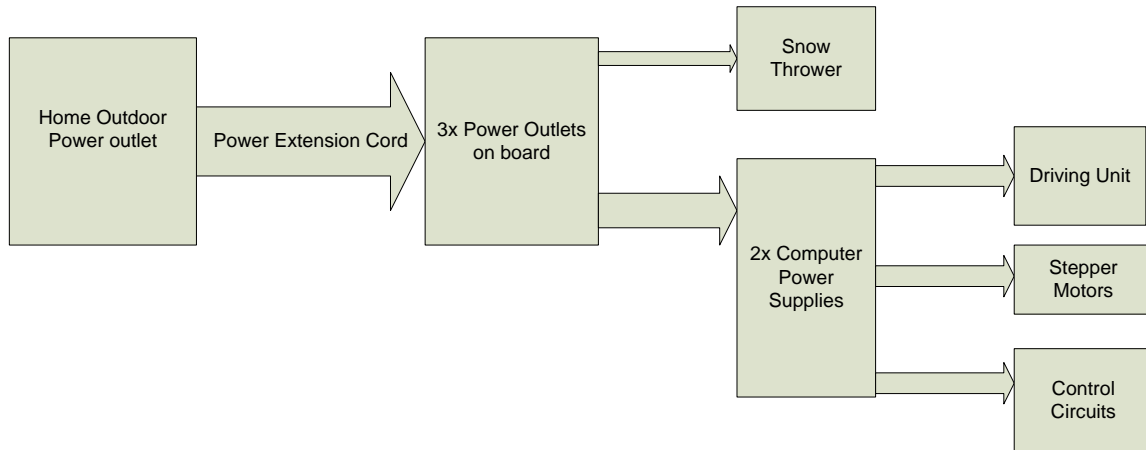 Home Outdoor
Power outlet
Power Extension Cord
3x Power Outlets
on board
Snow
Thrower
2x Computer
Power
Supplies
Driving Unit
Stepper
Motors
Control
Circuits